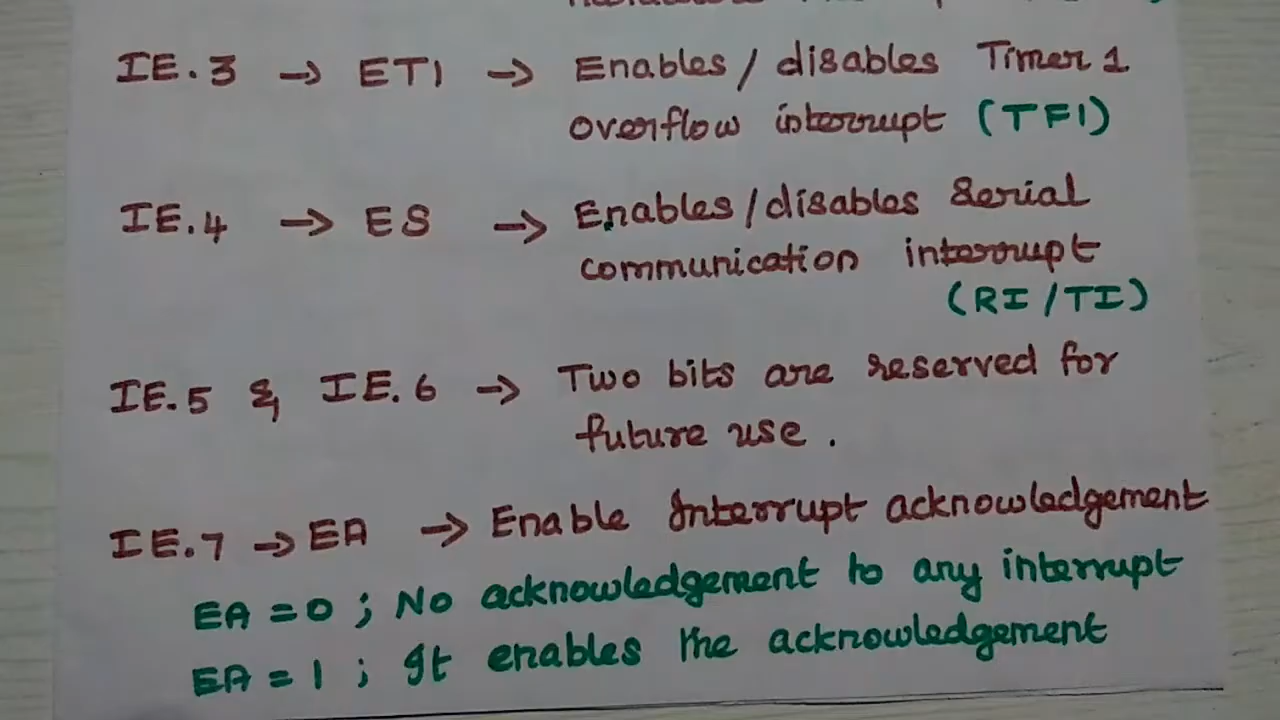 IE.3 → ET1 → Enables / disables Timer 1
overflow interrupt (TF1)
IE.4 → ES → Enables/disables Serial
communication interrupt
(RI/TI)
IE.5 & IE.6 → Two bits are reserved for
future use.
IE.7 → EA → Enable Interrupt acknowledgement
EA = 0 ; No acknowledgement to any interrupt
EA = 1 ; It enables the acknowledgement